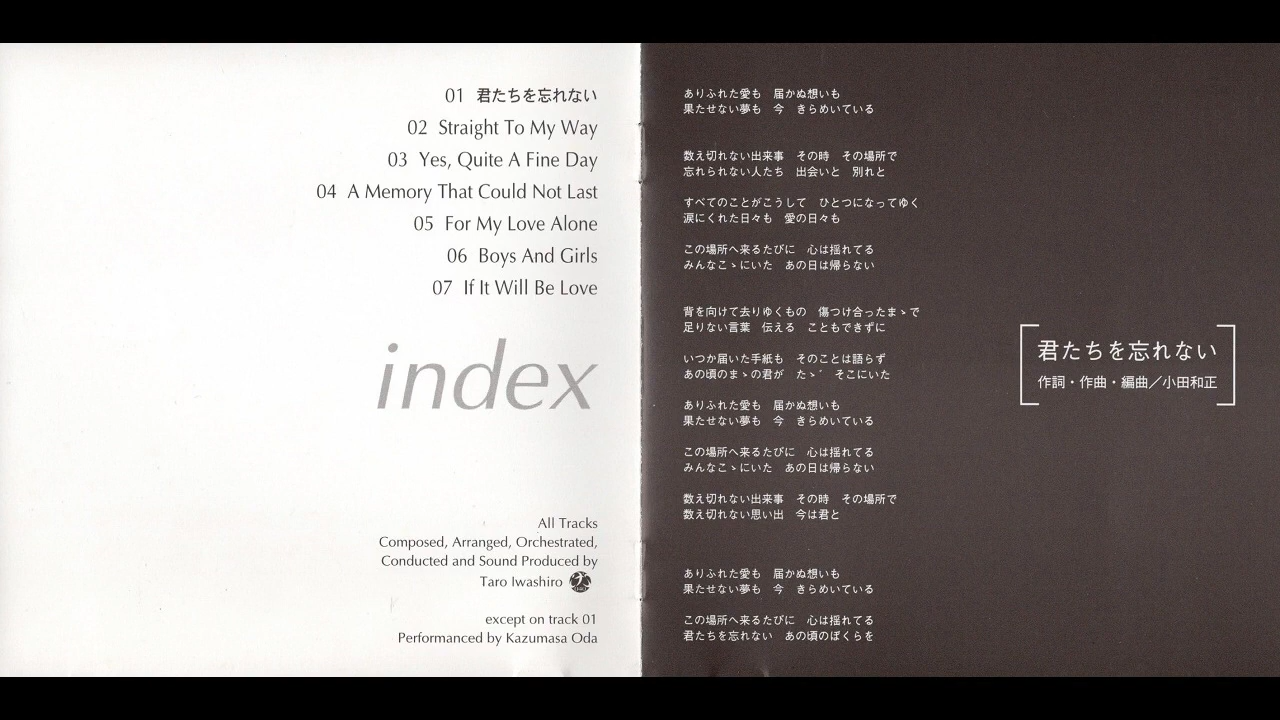 01 君たちを忘れない
02 Straight To My Way
03 Yes, Quite A Fine Day
04 A Memory That Could Not Last
05 For My Love Alone
06 Boys And Girls
07 If It Will Be Love
index
All Tracks
Composed, Arranged, Orchestrated,
Conducted and Sound Produced by
Taro Iwashiro
except on track 01
Performanced by Kazumasa Oda
ありふれた愛も　届かぬ想いも
果たせない夢も　今　きらめいている
数え切れない出来事　その時　その場所で
忘れられない人たち　出会いと　別れと
すべてのことがこうして　ひとつになってゆく
涙にくれた日々も　愛の日々も
この場所へ来るたびに　心は揺れてる
みんなこゝにいた　あの日は帰らない
背を向けて去りゆくもの　傷つけ合ったまゝで
足りない言葉　伝える　こともできずに
いつか届いた手紙も　そのことは語らず
あの頃のまゝの君が　たゞ　そこにいた
ありふれた愛も　届かぬ想いも
果たせない夢も　今　きらめいている
この場所へ来るたびに　心は揺れてる
みんなこゝにいた　あの日は帰らない
数え切れない出来事　その時　その場所で
数え切れない思い出　今は君と
ありふれた愛も　届かぬ想いも
果たせない夢も　今　きらめいている
この場所へ来るたびに　心は揺れてる
君たちを忘れない　あの頃のぼくらを
君たちを忘れない
作詞・作曲・編曲／小田和正